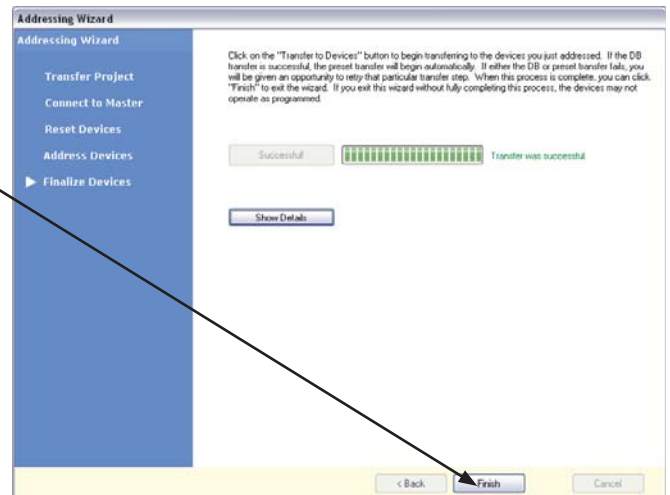 Addressing Wizard
Addressing Wizard
Transfer Project
Connect to Master
Reset Devices
Address Devices
Finalize Devices
Click on the "Transfer to Devices" button to begin transferring to the devices you just addressed. If the DB
transfer is successful, the preset transfer will begin automatically. If either the DB or preset transfer fails, you
will be given an opportunity to retry that particular transfer step. When this process is complete, you can click
"Finish" to exit the wizard. If you exit this wizard without fully completing this process, the devices may not
operate as programmed.
Successful
Transfer was successful
Show Details
< Back
Finish
Cancel